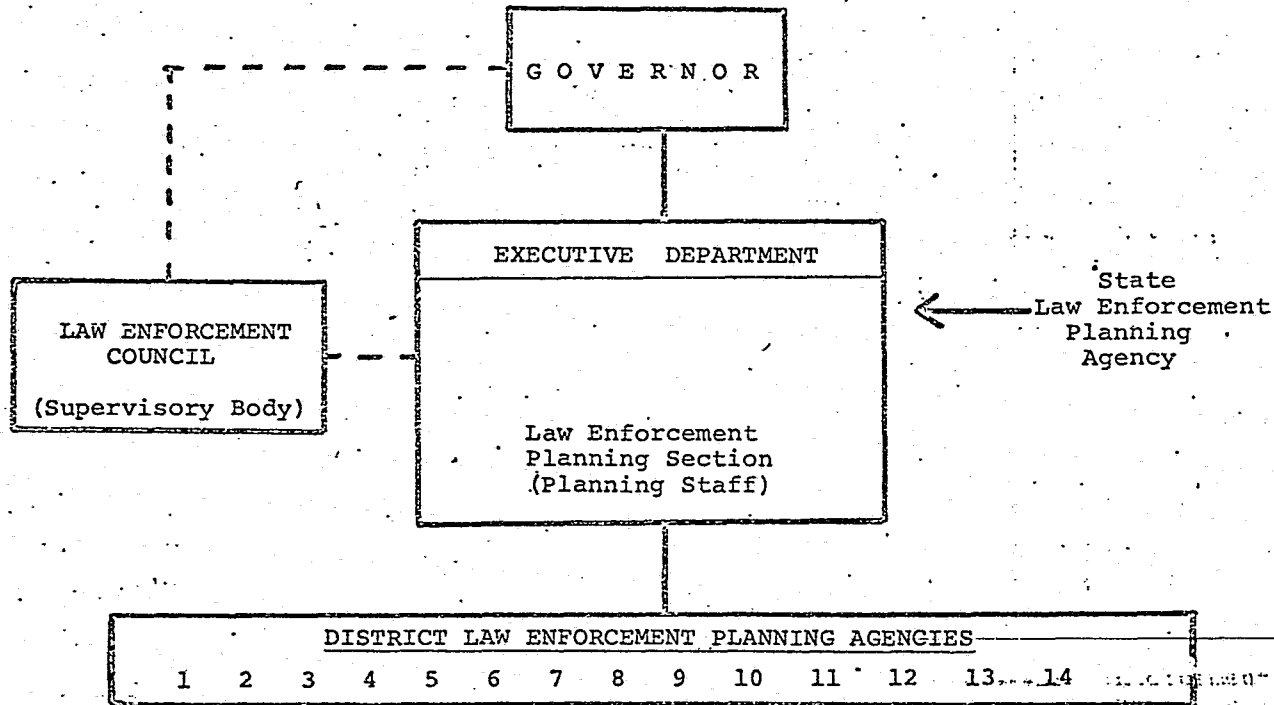 G O V E R N O R
EXECUTIVE DEPARTMENT
State
Law Enforcement
Planning
Agency
LAW ENFORCEMENT
COUNCIL
(Supervisory Body)
Law Enforcement
Planning Section
(Planning Staff)
DISTRICT LAW ENFORCEMENT PLANNING AGENCIES
1 2 3 4 5 6 7 8 9 10 11 12 13 14